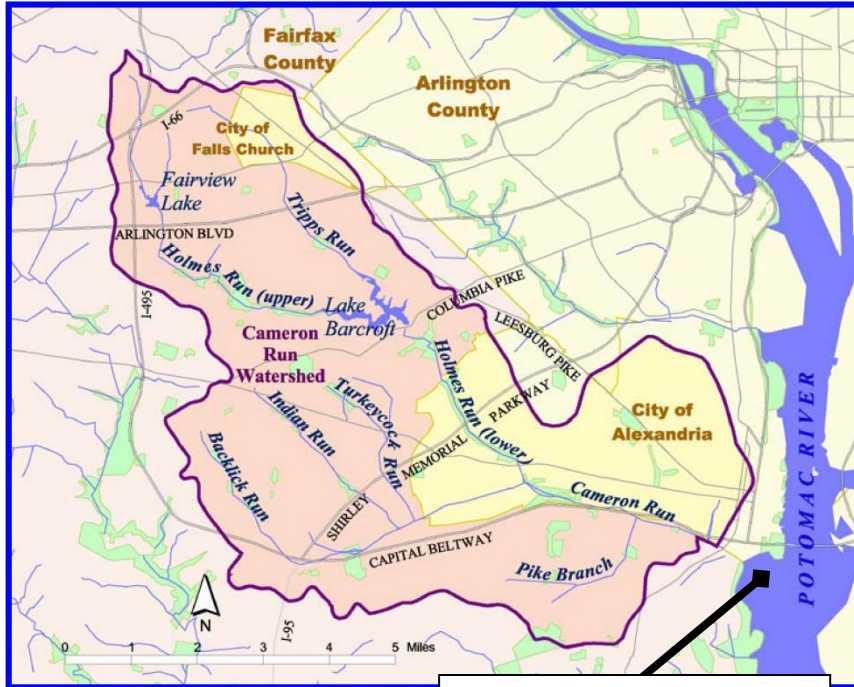 Fairfax
County
Arlington
County
I-66
City of
Falls Church
Fairview
Lake
Tripps Run
ARLINGTON BLVD
Holmes Run (upper)
I-495
Lake
Barcroft
COLUMBIA PIKE
LEESBURG PIKE
Cameron
Run
Watershed
Holmes Run (lower)
Turkeycock Run
Indian Run
Backlick Run
SHIRLEY MEMORIAL PARKWAY
City of
Alexandria
Cameron Run
CAPITAL BELTWAY
Pike Branch
POTOMAC RIVER
N
I-95
0 1 2 3 4 5 Miles